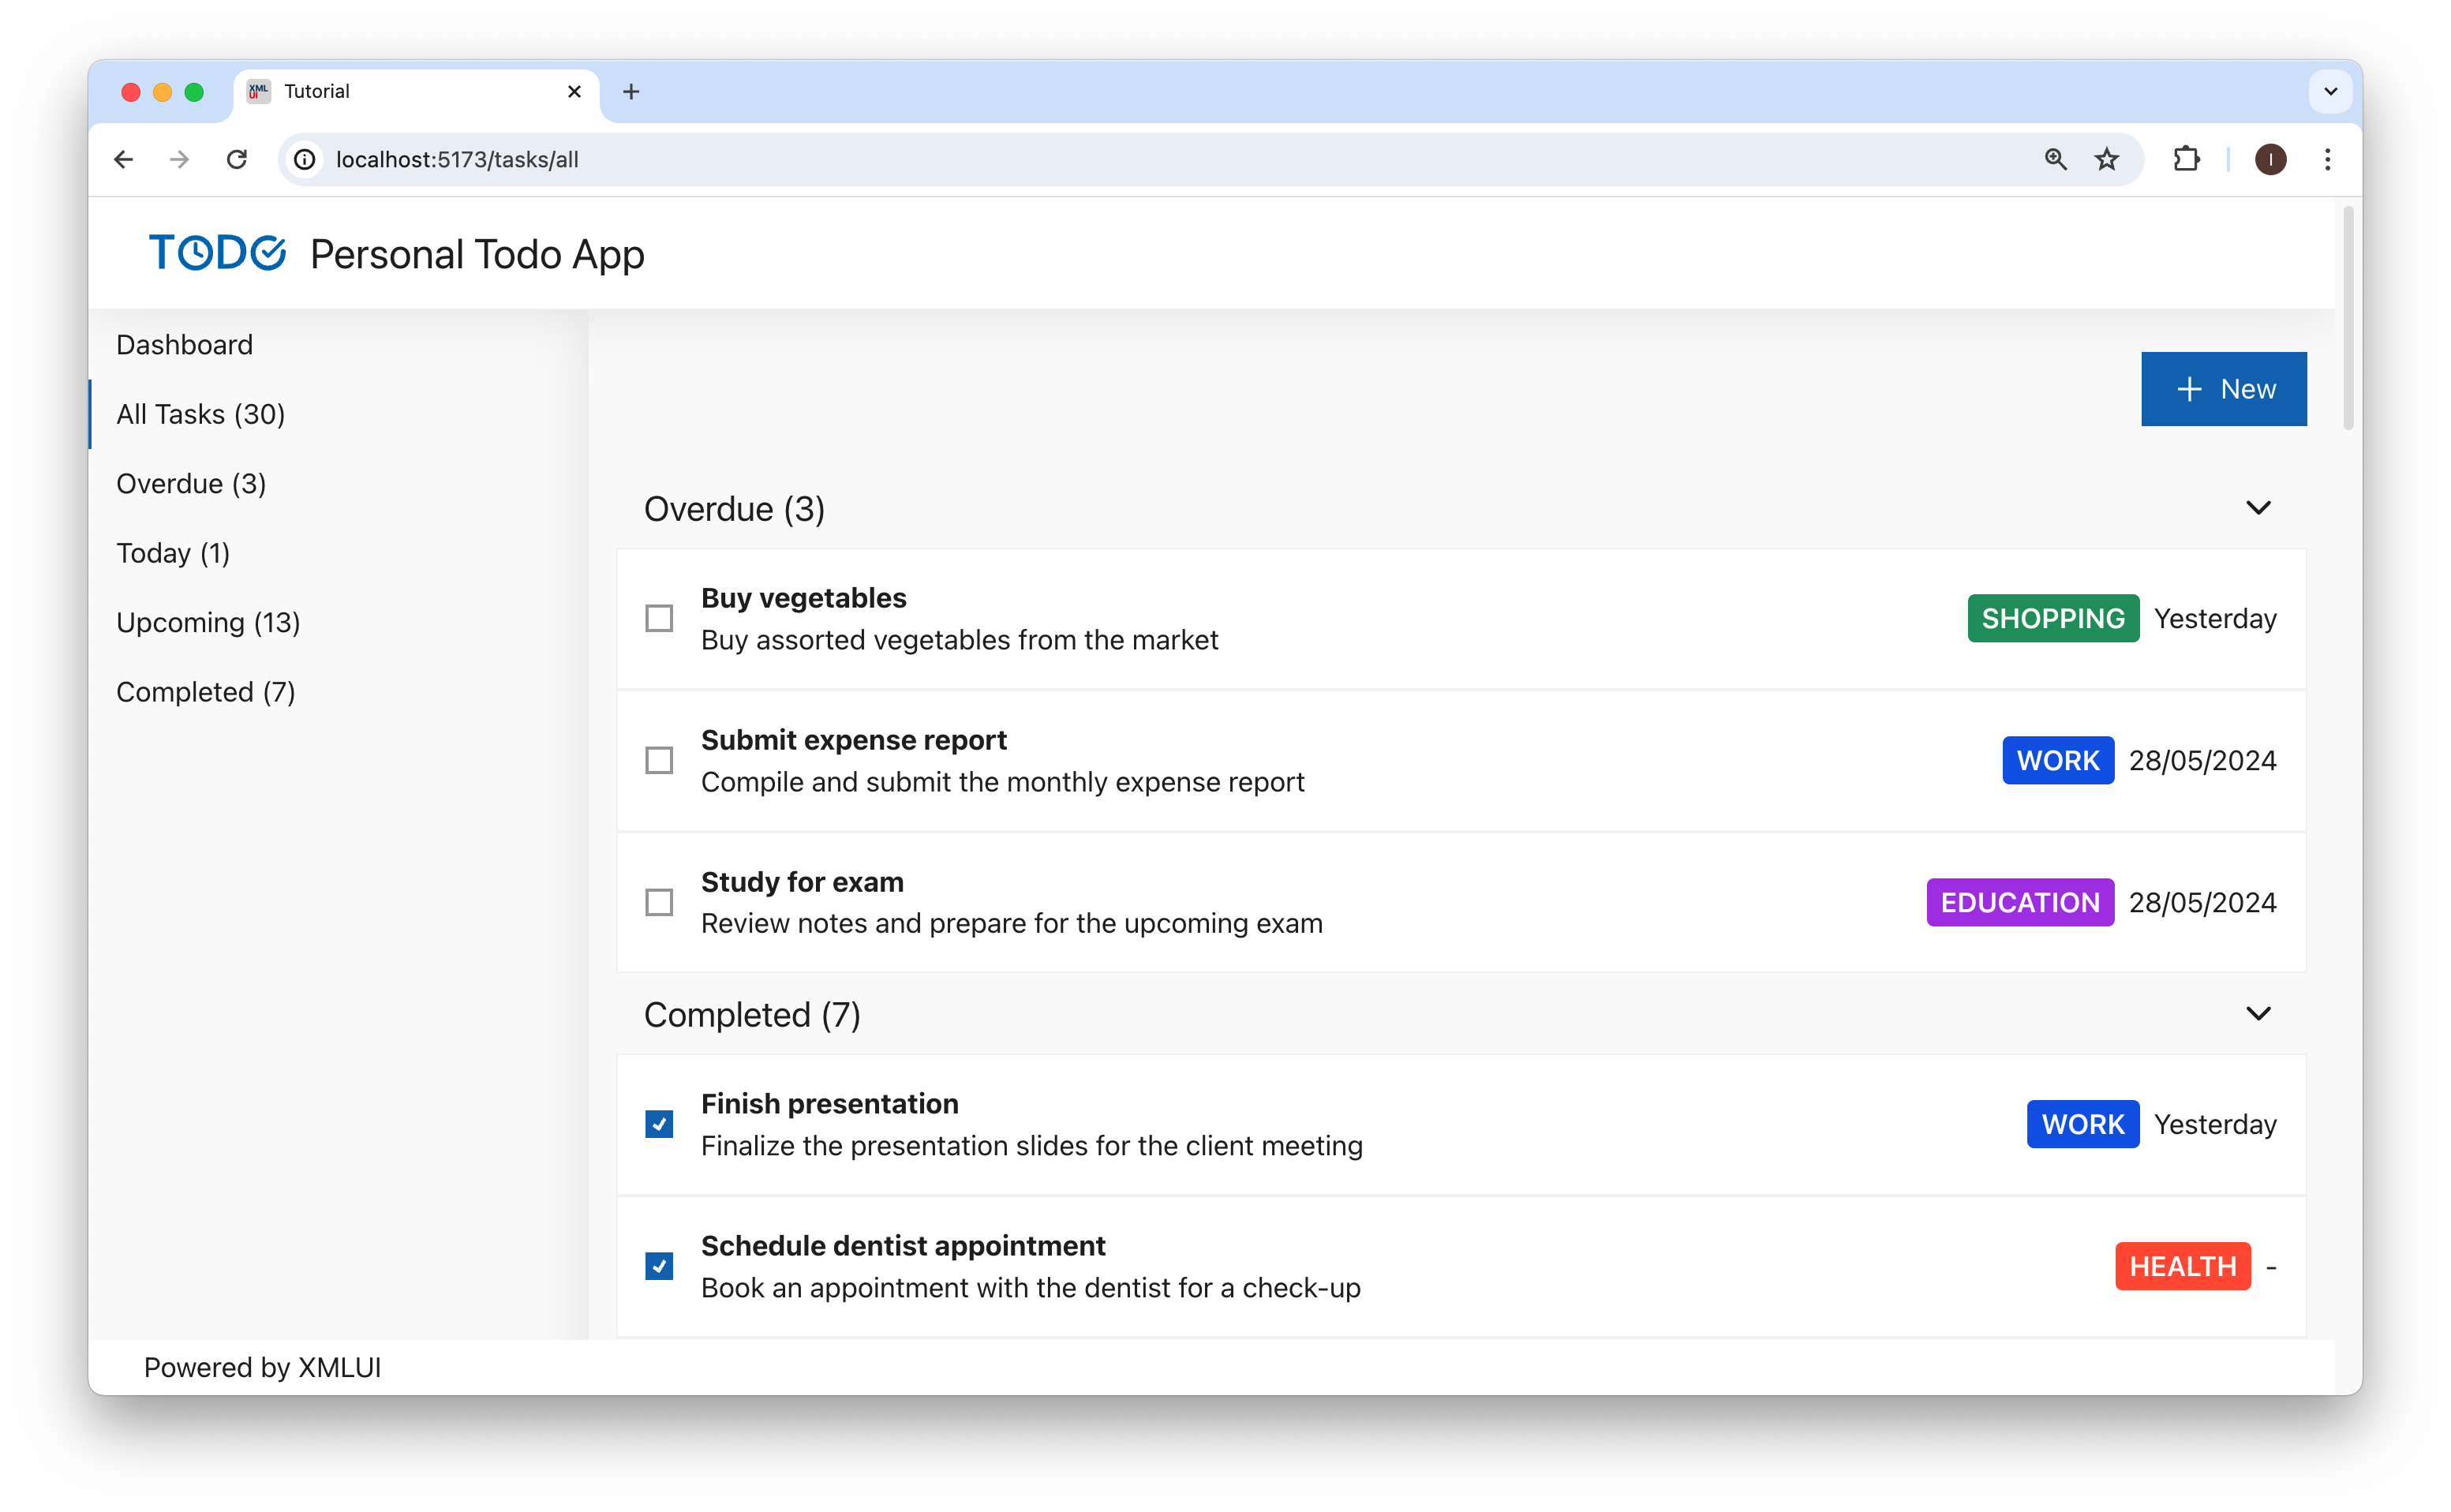 XML UI Tutorial
localhost:5173/tasks/all
I
TODO Personal Todo App
Dashboard
All Tasks (30)
Overdue (3)
Today (1)
Upcoming (13)
Completed (7)
New
Overdue (3)
Buy vegetables
Buy assorted vegetables from the market
SHOPPING Yesterday
Submit expense report
Compile and submit the monthly expense report
WORK 28/05/2024
Study for exam
Review notes and prepare for the upcoming exam
EDUCATION 28/05/2024
Completed (7)
Finish presentation
Finalize the presentation slides for the client meeting
WORK Yesterday
Schedule dentist appointment
Book an appointment with the dentist for a check-up
HEALTH -
Powered by XMLUI